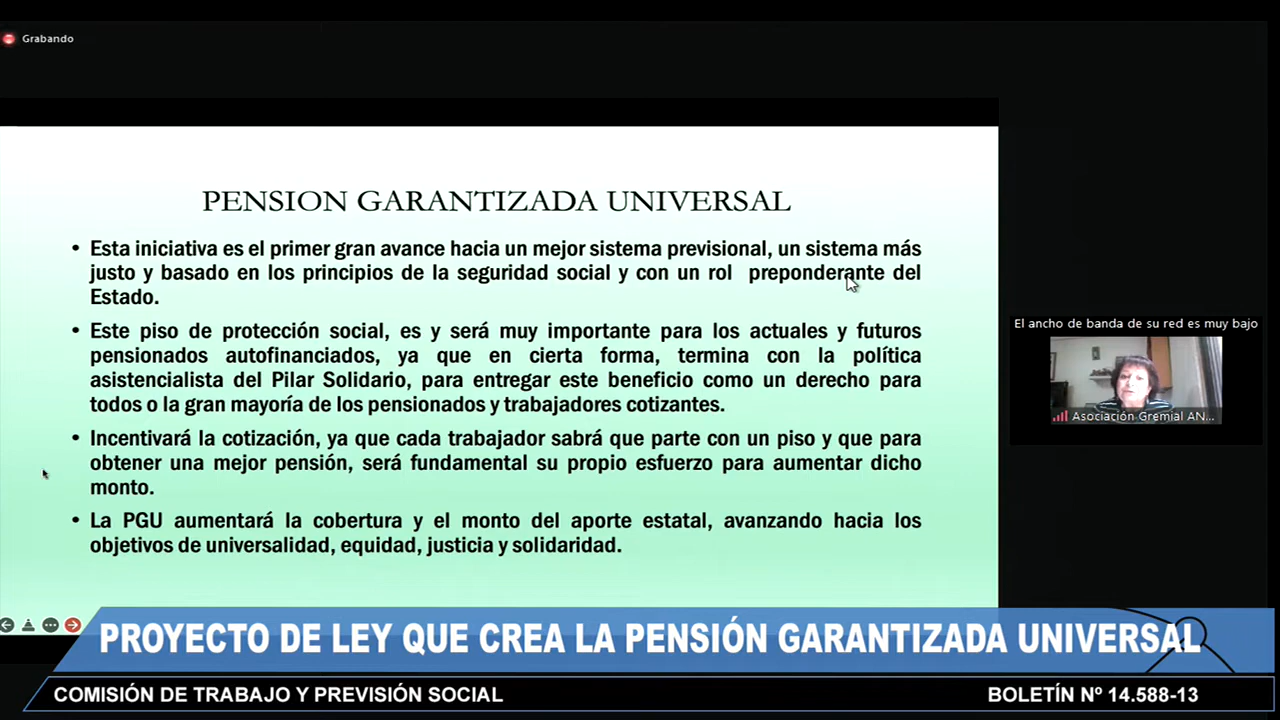 Grabando
PENSION GARANTIZADA UNIVERSAL
• Esta iniciativa es el primer gran avance hacia un mejor sistema previsional, un sistema más
justo y basado en los principios de la seguridad social y con un rol preponderante del
Estado.
• Este piso de protección social, es y será muy importante para los actuales y futuros
pensionados autofinanciados, ya que en cierta forma, termina con la política
asistencialista del Pilar Solidario, para entregar este beneficio como un derecho para
todos o la gran mayoría de los pensionados y trabajadores cotizantes.
• Incentivará la cotización, ya que cada trabajador sabrá que parte con un piso y que para
obtener una mejor pensión, será fundamental su propio esfuerzo para aumentar dicho
monto.
• La PGU aumentará la cobertura y el monto del aporte estatal, avanzando hacia los
objetivos de universalidad, equidad, justicia y solidaridad.
El ancho de banda de su red es muy bajo
Asociación Gremial AN...
PROYECTO DE LEY QUE CREA LA PENSIÓN GARANTIZADA UNIVERSAL
COMISIÓN DE TRABAJO Y PREVISIÓN SOCIAL
BOLETÍN Nº 14.588-13